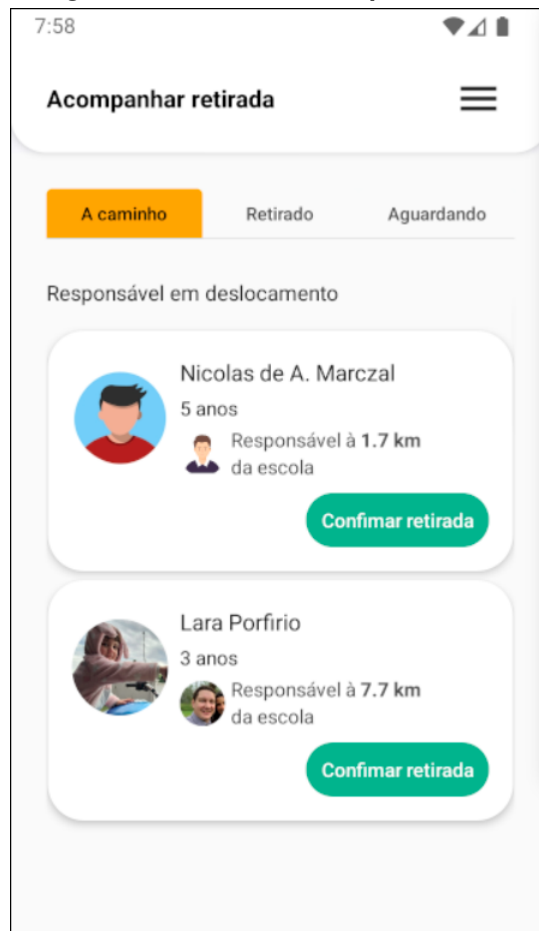 7:58
Acompanhar retirada
A caminho Retirado Aguardando
Responsável em deslocamento
Nicolas de A. Marczal
5 anos
Responsável à 1.7 km
da escola
Confimar retirada
Lara Porfirio
3 anos
Responsável à 7.7 km
da escola
Confimar retirada